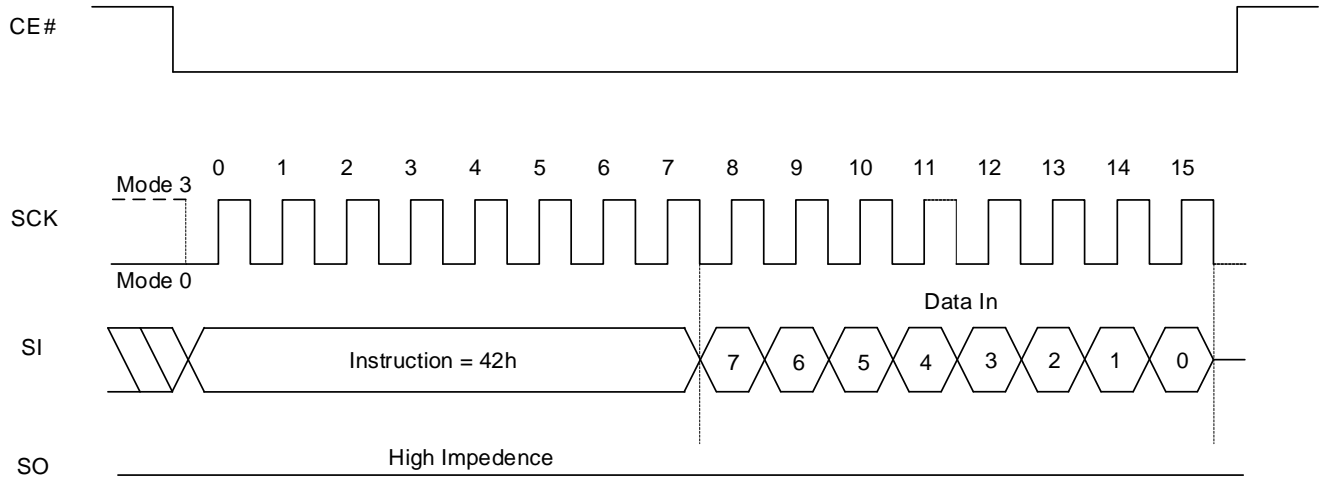 CE#
0 1 2 3 4 5 6 7 8 9 10 11 12 13 14 15
Mode 3
SCK
Mode 0
Data In
SI
Instruction = 42h
7 6 5 4 3 2 1 0
High Impedence
SO